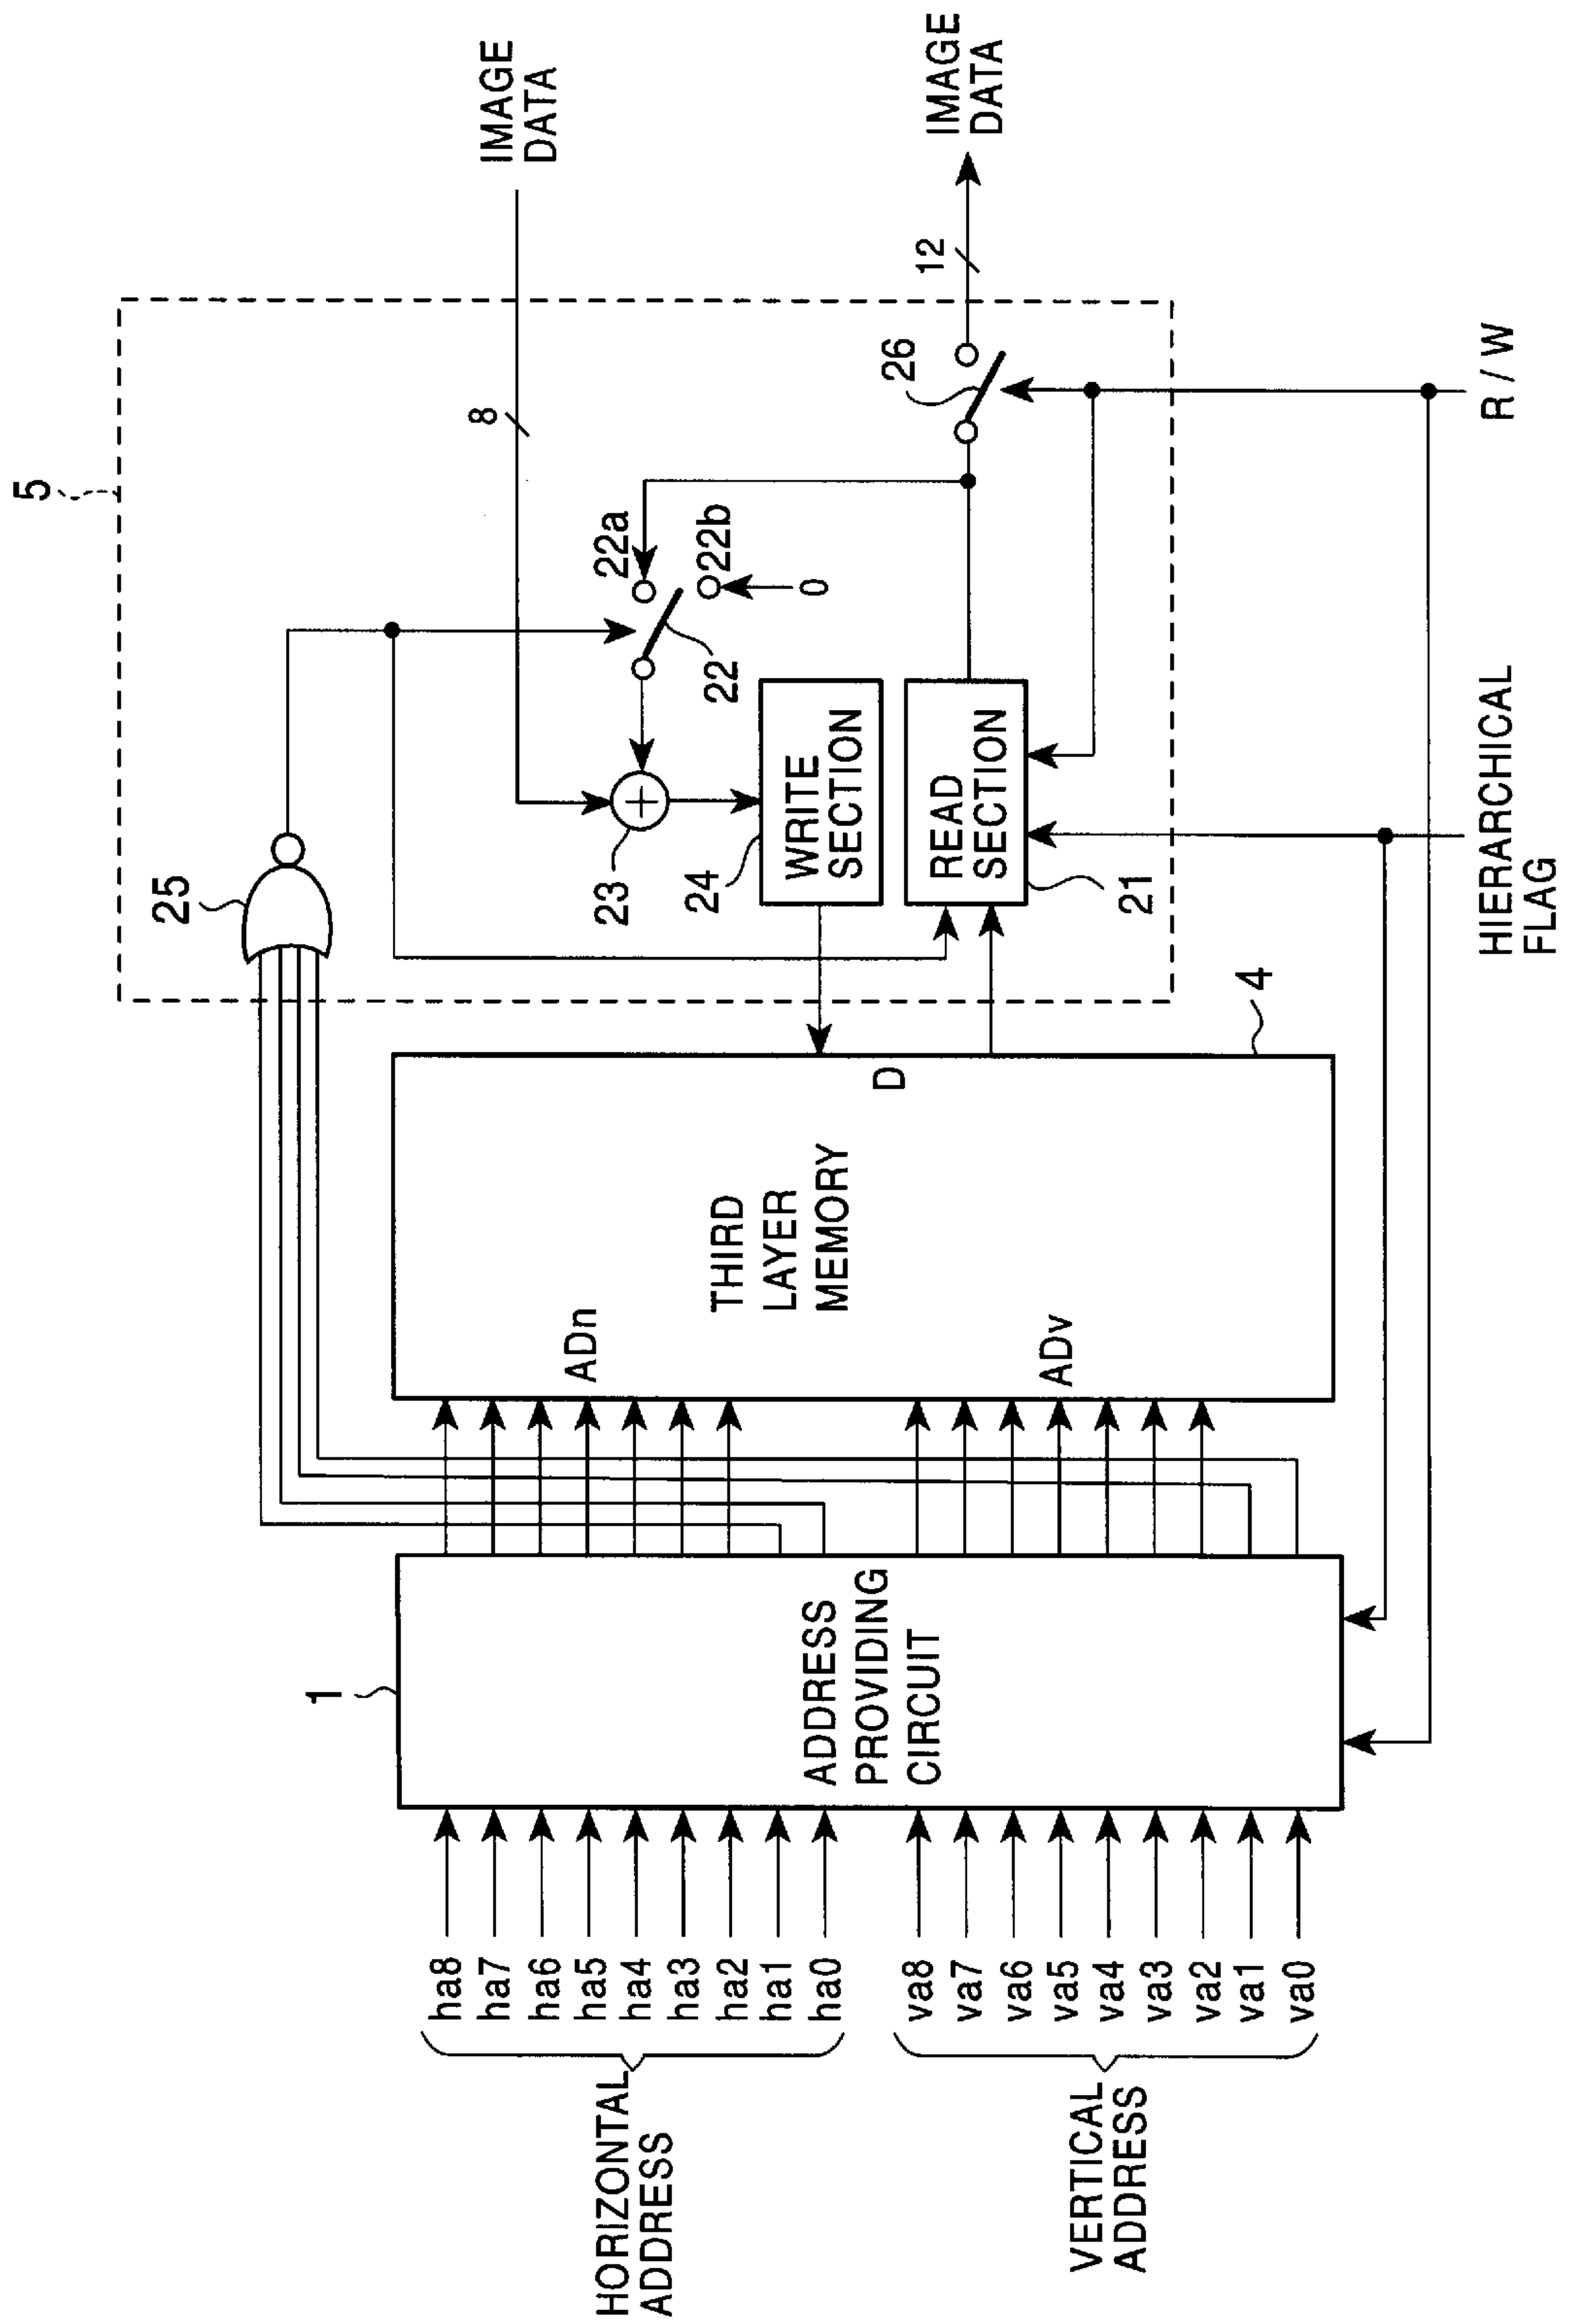 5
IMAGE
DATA
IMAGE
DATA
8
12
25
22a
22b
0
22
26
23
24
WRITE
SECTION
READ
SECTION
21
R / W
HIERARCHICAL
FLAG
4
D
THIRD
LAYER
MEMORY
ADn
ADv
1
ADDRESS
PROVIDING
CIRCUIT
ha8
ha7
ha6
ha5
ha4
ha3
ha2
ha1
ha0
va8
va7
va6
va5
va4
va3
va2
va1
va0
HORIZONTAL
ADDRESS
VERTICAL
ADDRESS